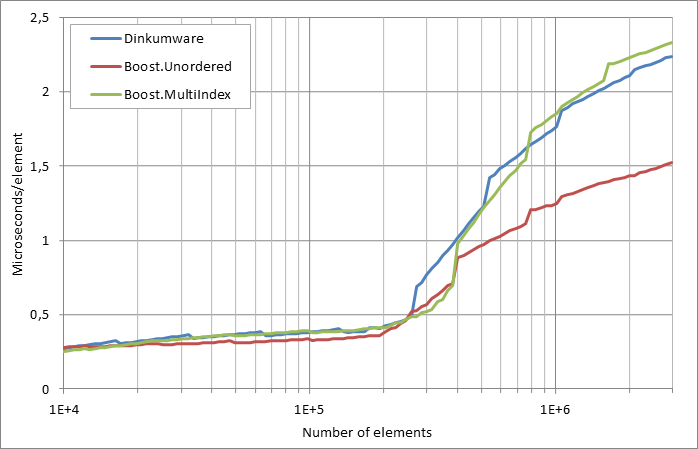 2,5
2
1,5
1
0,5
0
Microseconds/element
Dinkumware
Boost.Unordered
Boost.MultiIndex
1E+4
1E+5
1E+6
Number of elements